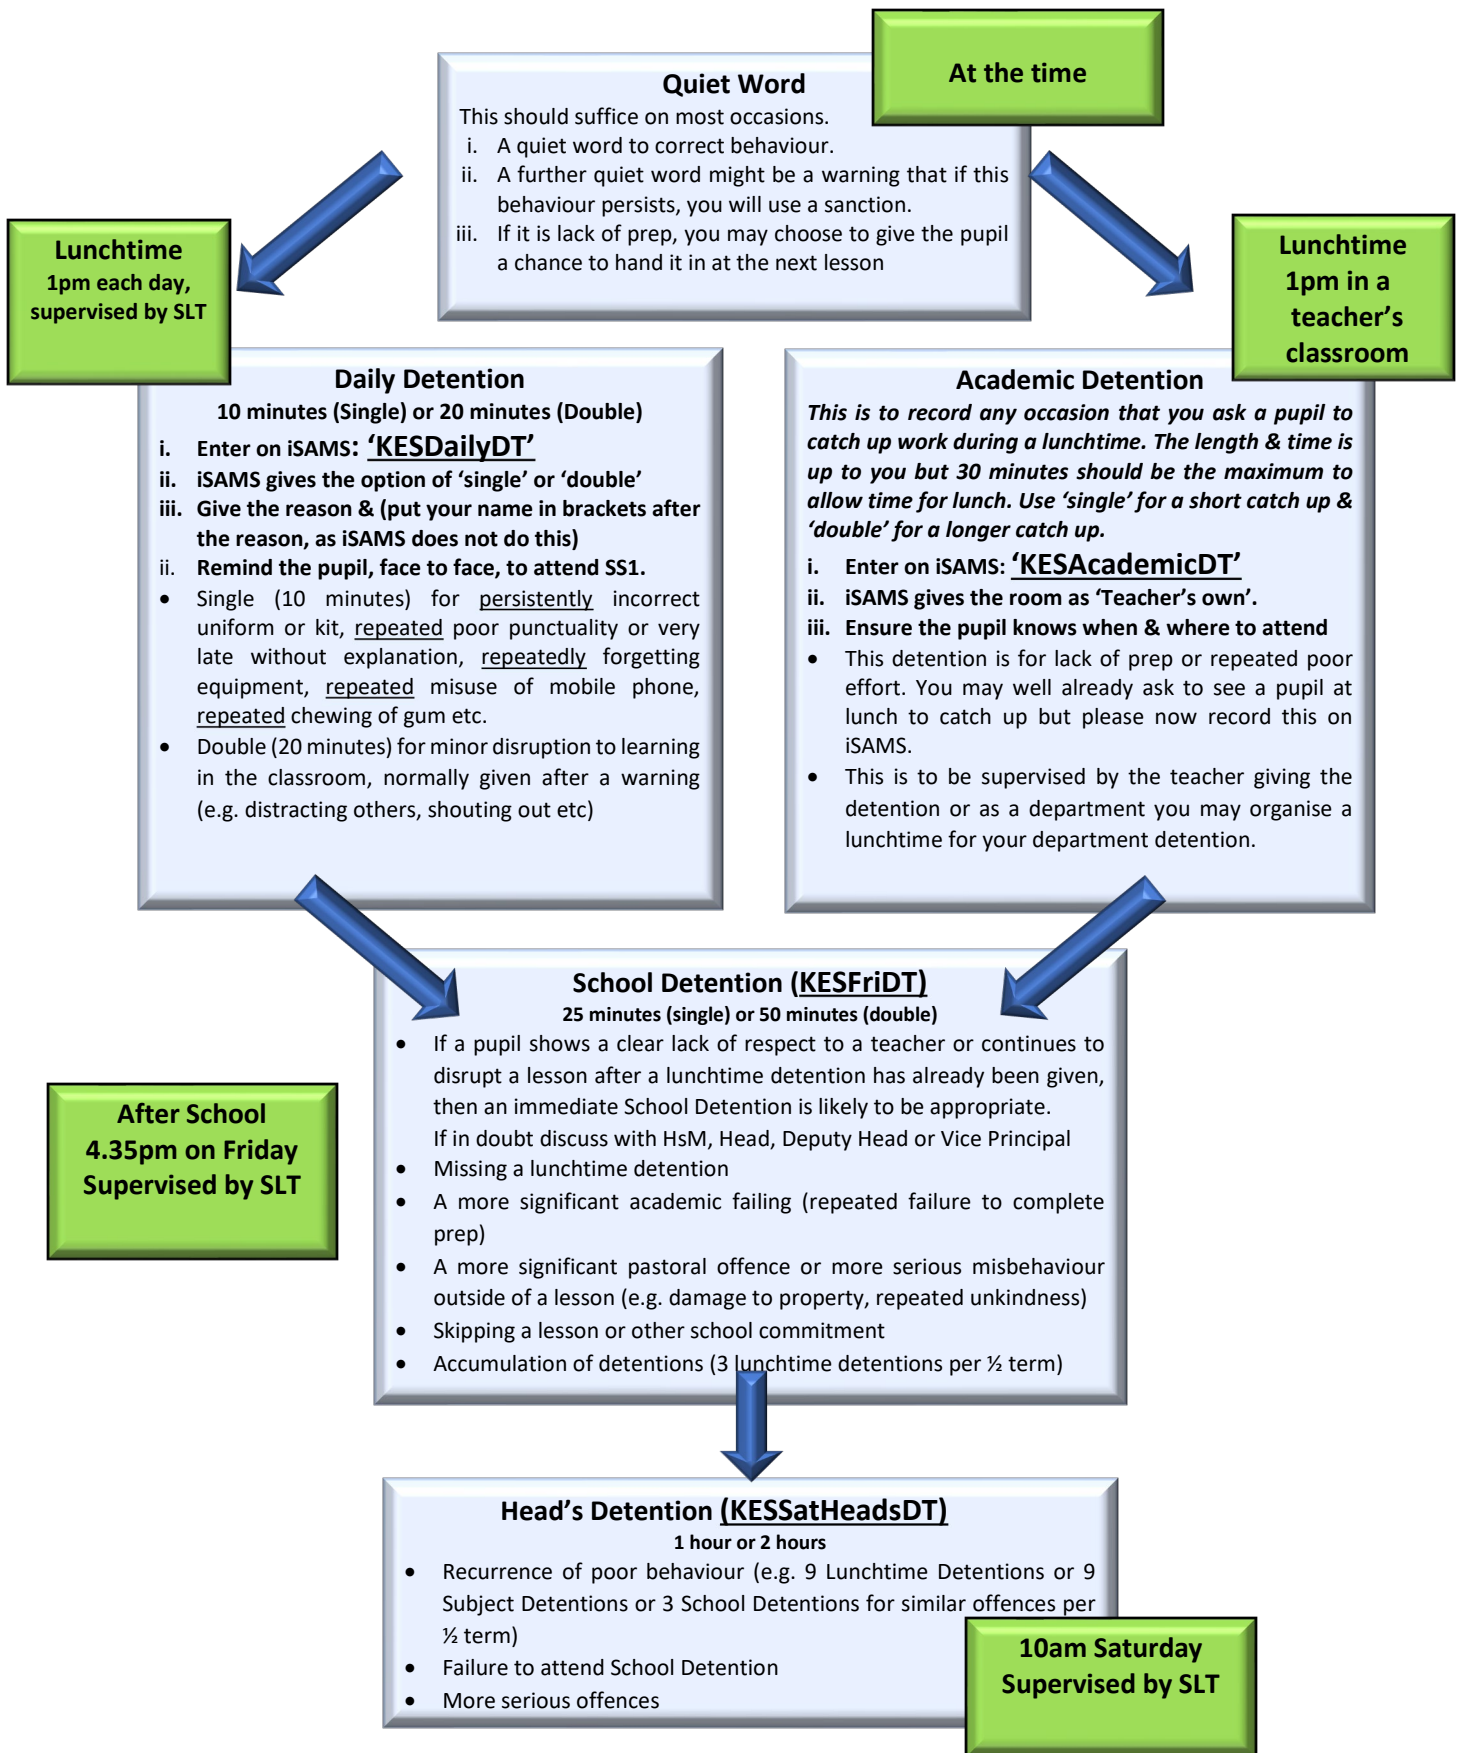 At the time
Quiet Word
This should suffice on most occasions.
i. A quiet word to correct behaviour.
ii. A further quiet word might be a warning that if this
behaviour persists, you will use a sanction.
iii. If it is lack of prep, you may choose to give the pupil
a chance to hand it in at the next lesson
Lunchtime
1pm each day,
supervised by SLT
Lunchtime
1pm in a
teacher’s
classroom
Daily Detention
10 minutes (Single) or 20 minutes (Double)
i. Enter on iSAMS: ‘KESDailyDT’
ii. iSAMS gives the option of ‘single’ or ‘double’
iii. Give the reason & (put your name in brackets after
the reason, as iSAMS does not do this)
ii. Remind the pupil, face to face, to attend SS1.
• Single (10 minutes) for persistently incorrect
uniform or kit, repeated poor punctuality or very
late without explanation, repeatedly forgetting
equipment, repeated misuse of mobile phone,
repeated chewing of gum etc.
• Double (20 minutes) for minor disruption to learning
in the classroom, normally given after a warning
(e.g. distracting others, shouting out etc)
Academic Detention
This is to record any occasion that you ask a pupil to
catch up work during a lunchtime. The length & time is
up to you but 30 minutes should be the maximum to
allow time for lunch. Use ‘single’ for a short catch up &
‘double’ for a longer catch up.
i. Enter on iSAMS: ‘KESAcademicDT’
ii. iSAMS gives the room as ‘Teacher’s own’.
iii. Ensure the pupil knows when & where to attend
• This detention is for lack of prep or repeated poor
effort. You may well already ask to see a pupil at
lunch to catch up but please now record this on
iSAMS.
• This is to be supervised by the teacher giving the
detention or as a department you may organise a
lunchtime for your department detention.
School Detention (KESFriDT)
25 minutes (single) or 50 minutes (double)
• If a pupil shows a clear lack of respect to a teacher or continues to
disrupt a lesson after a lunchtime detention has already been given,
then an immediate School Detention is likely to be appropriate.
If in doubt discuss with HsM, Head, Deputy Head or Vice Principal
• Missing a lunchtime detention
• A more significant academic failing (repeated failure to complete
prep)
• A more significant pastoral offence or more serious misbehaviour
outside of a lesson (e.g. damage to property, repeated unkindness)
• Skipping a lesson or other school commitment
• Accumulation of detentions (3 lunchtime detentions per ½ term)
After School
4.35pm on Friday
Supervised by SLT
Head’s Detention (KESSatHeadsDT)
1 hour or 2 hours
• Recurrence of poor behaviour (e.g. 9 Lunchtime Detentions or 9
Subject Detentions or 3 School Detentions for similar offences per
½ term)
• Failure to attend School Detention
• More serious offences
10am Saturday
Supervised by SLT